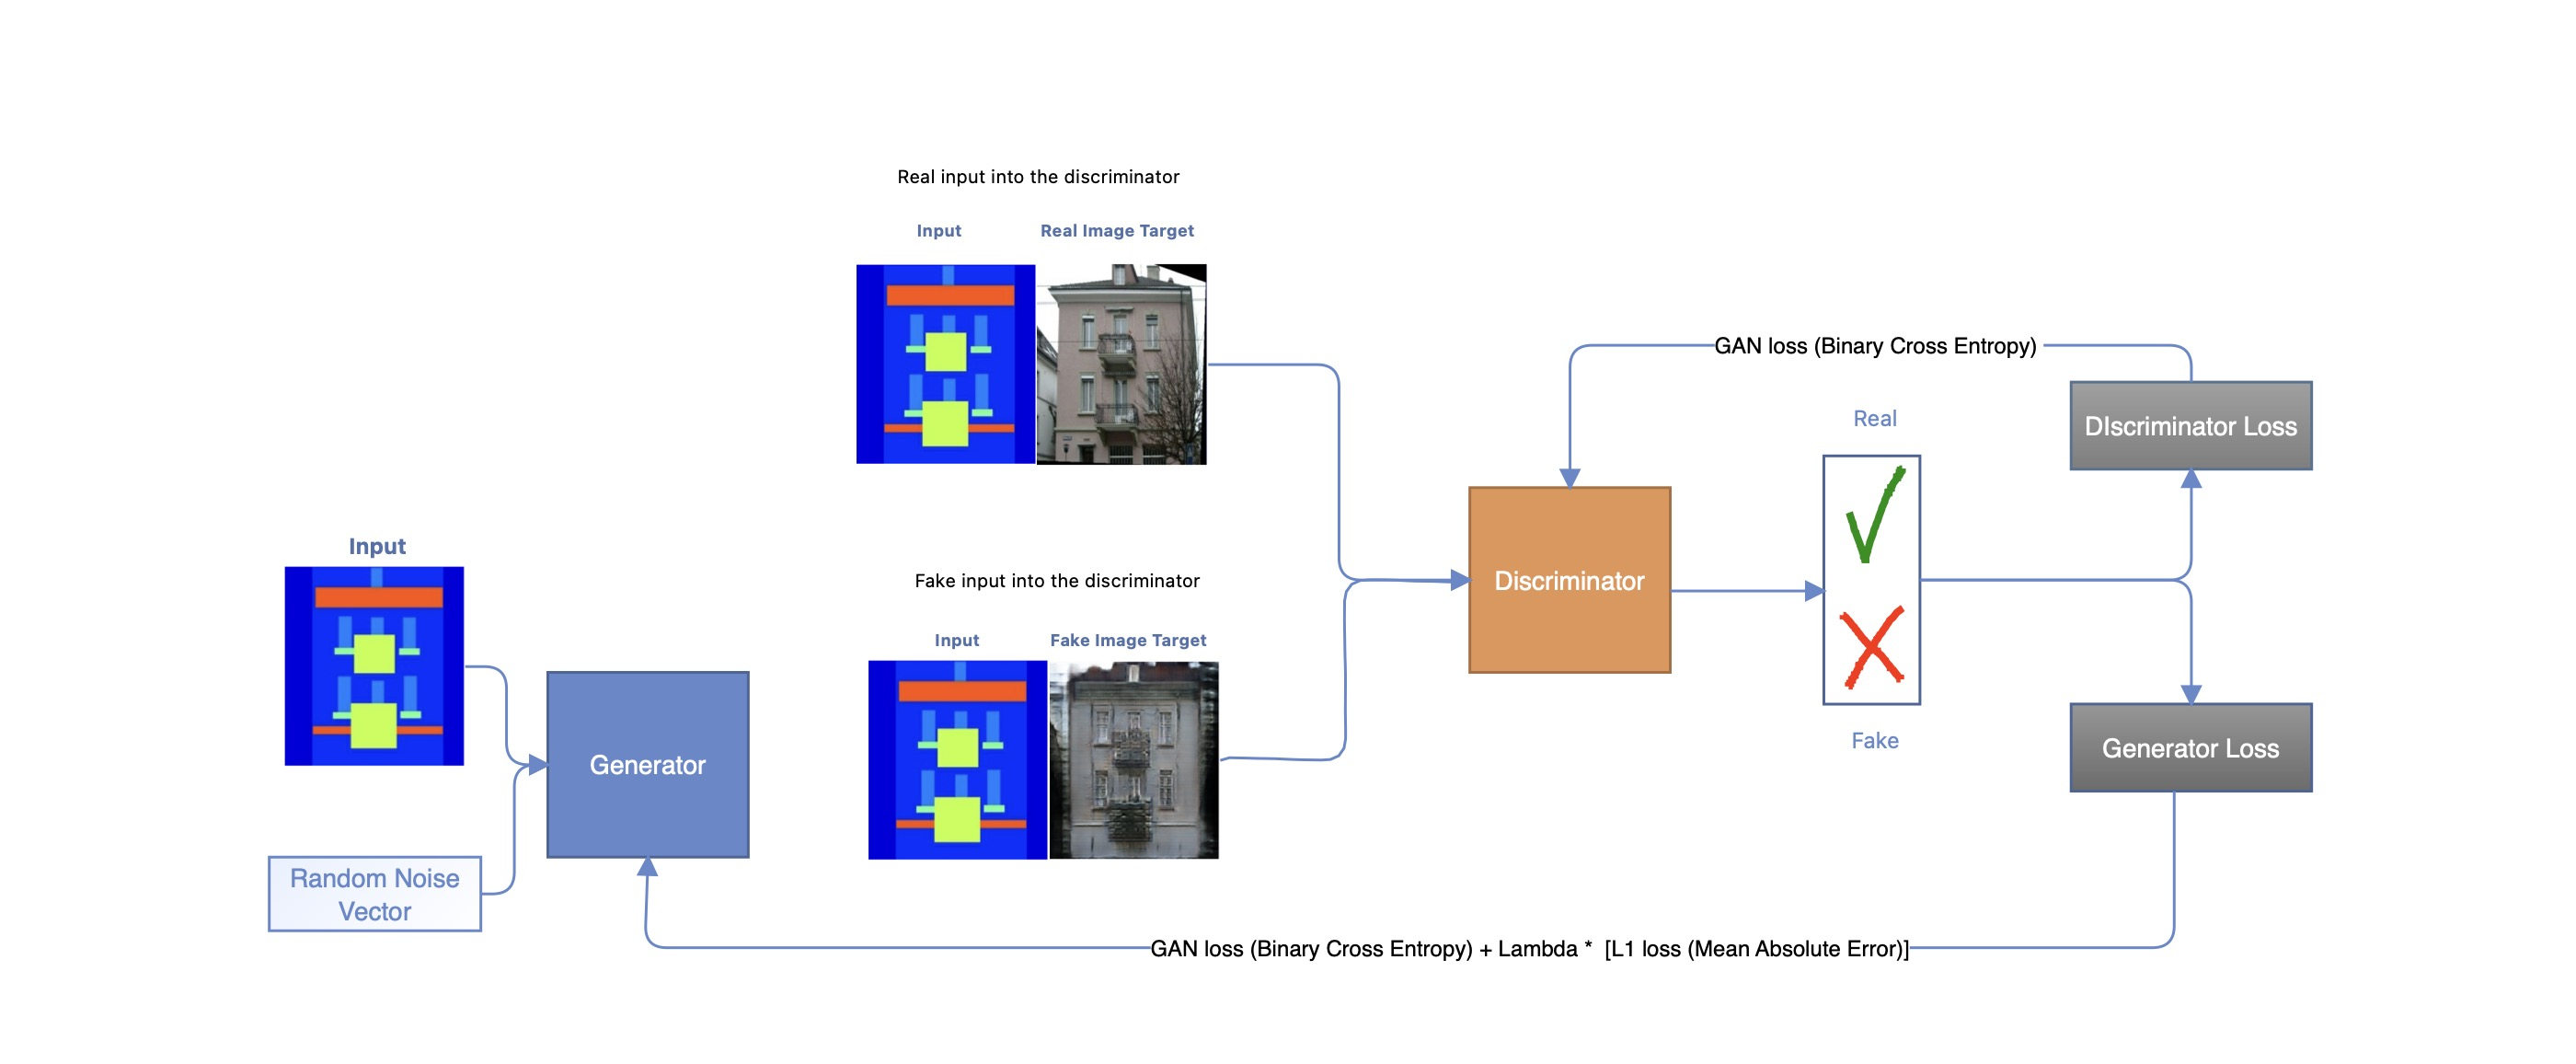 Real input into the discriminator
Input
Real Image Target
GAN loss (Binary Cross Entropy)
DIscriminator Loss
Real
Input
Fake input into the discriminator
Discriminator
Input
Fake Image Target
Generator
Fake
Generator Loss
Random Noise
Vector
GAN loss (Binary Cross Entropy) + Lambda * [L1 loss (Mean Absolute Error)]